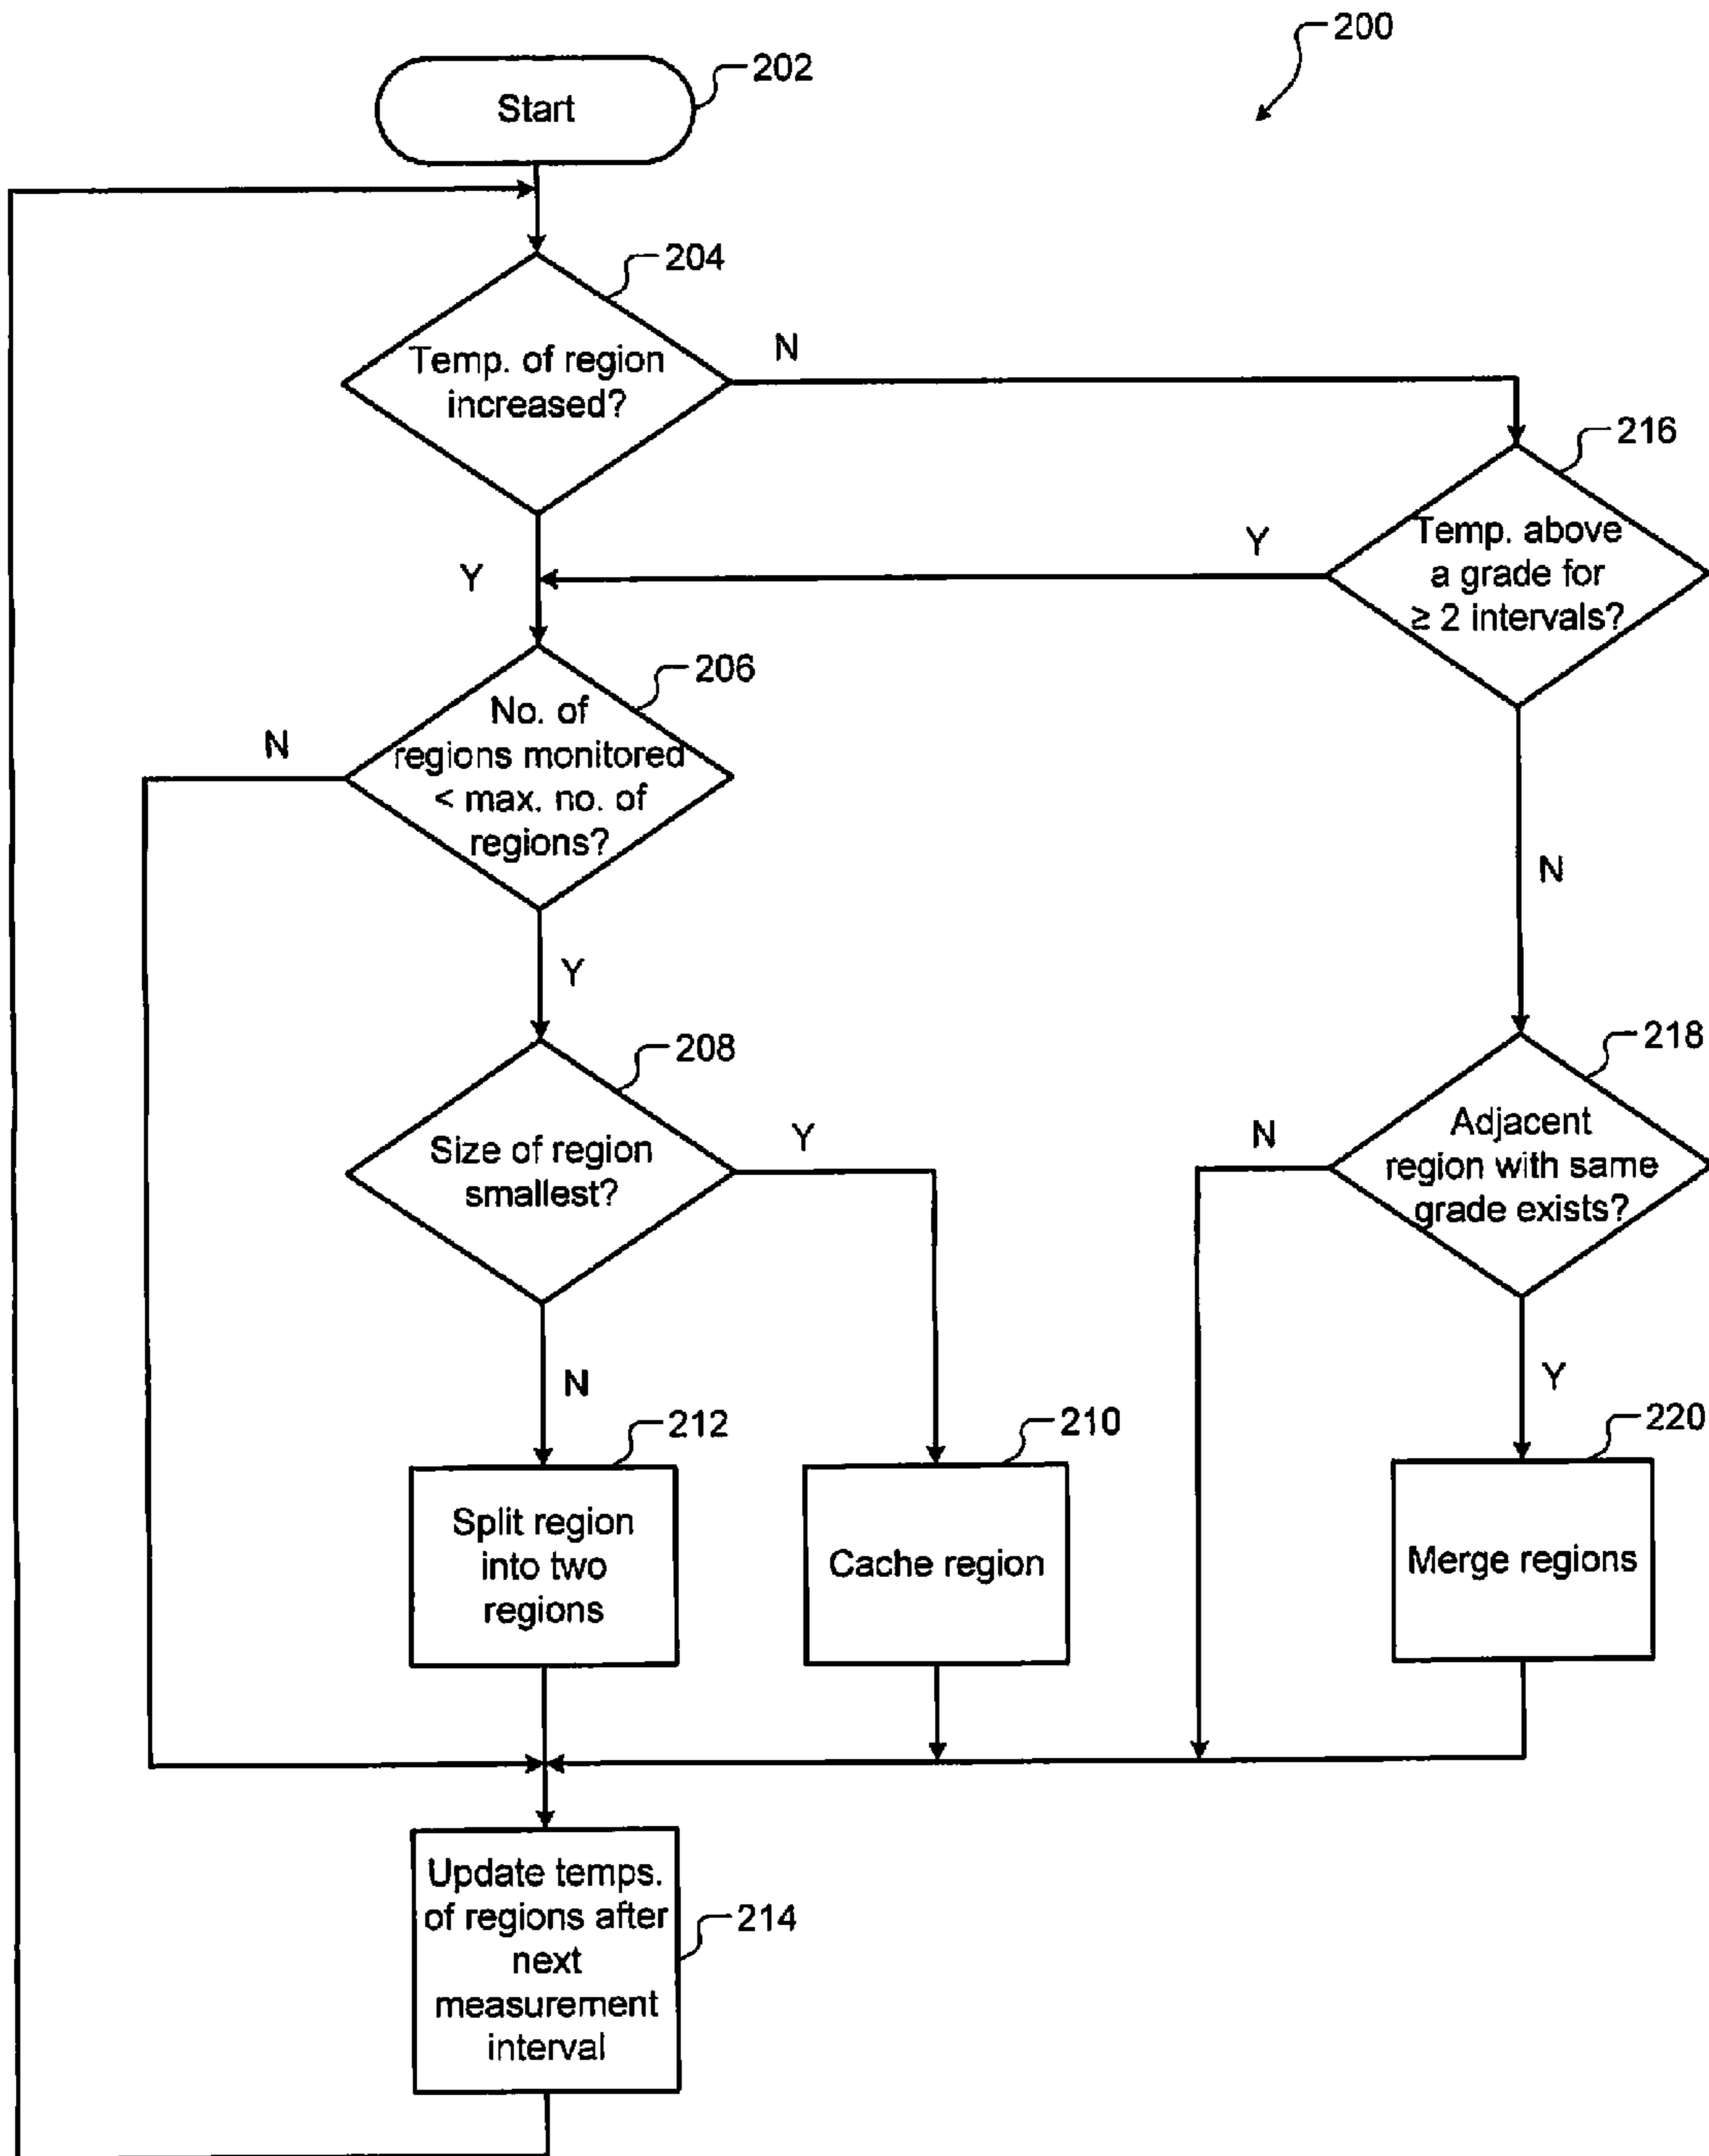 200
202
Start
204
Temp. of region
increased?
N
216
Temp. above
a grade for
≥ 2 intervals?
Y
Y
206
No. of
regions monitored
< max. no. of
regions?
N
N
Y
208
Size of region
smallest?
Y
218
Adjacent
region with same
grade exists?
N
N
Y
212
Split region
into two
regions
210
Cache region
220
Merge regions
Update temps.
of regions after
next
measurement
interval
214